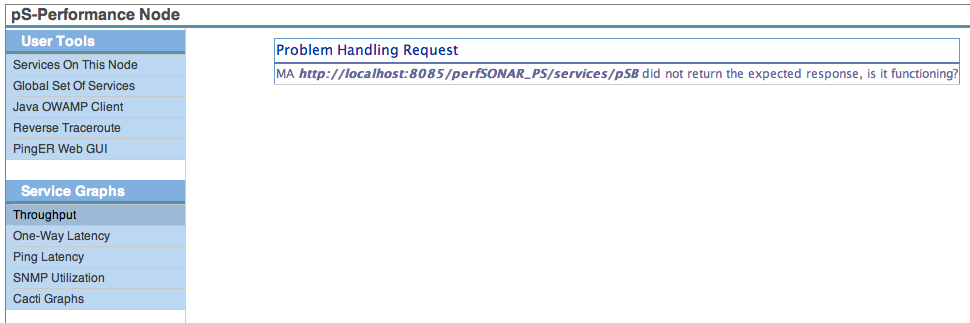 pS-Performance Node
User Tools
Services On This Node
Global Set Of Services
Java OWAMP Client
Reverse Traceroute
PingER Web GUI
Service Graphs
Throughput
One-Way Latency
Ping Latency
SNMP Utilization
Cacti Graphs
Problem Handling Request
MA http://localhost:8085/perfSONAR_PS/services/pSB did not return the expected response, is it functioning?